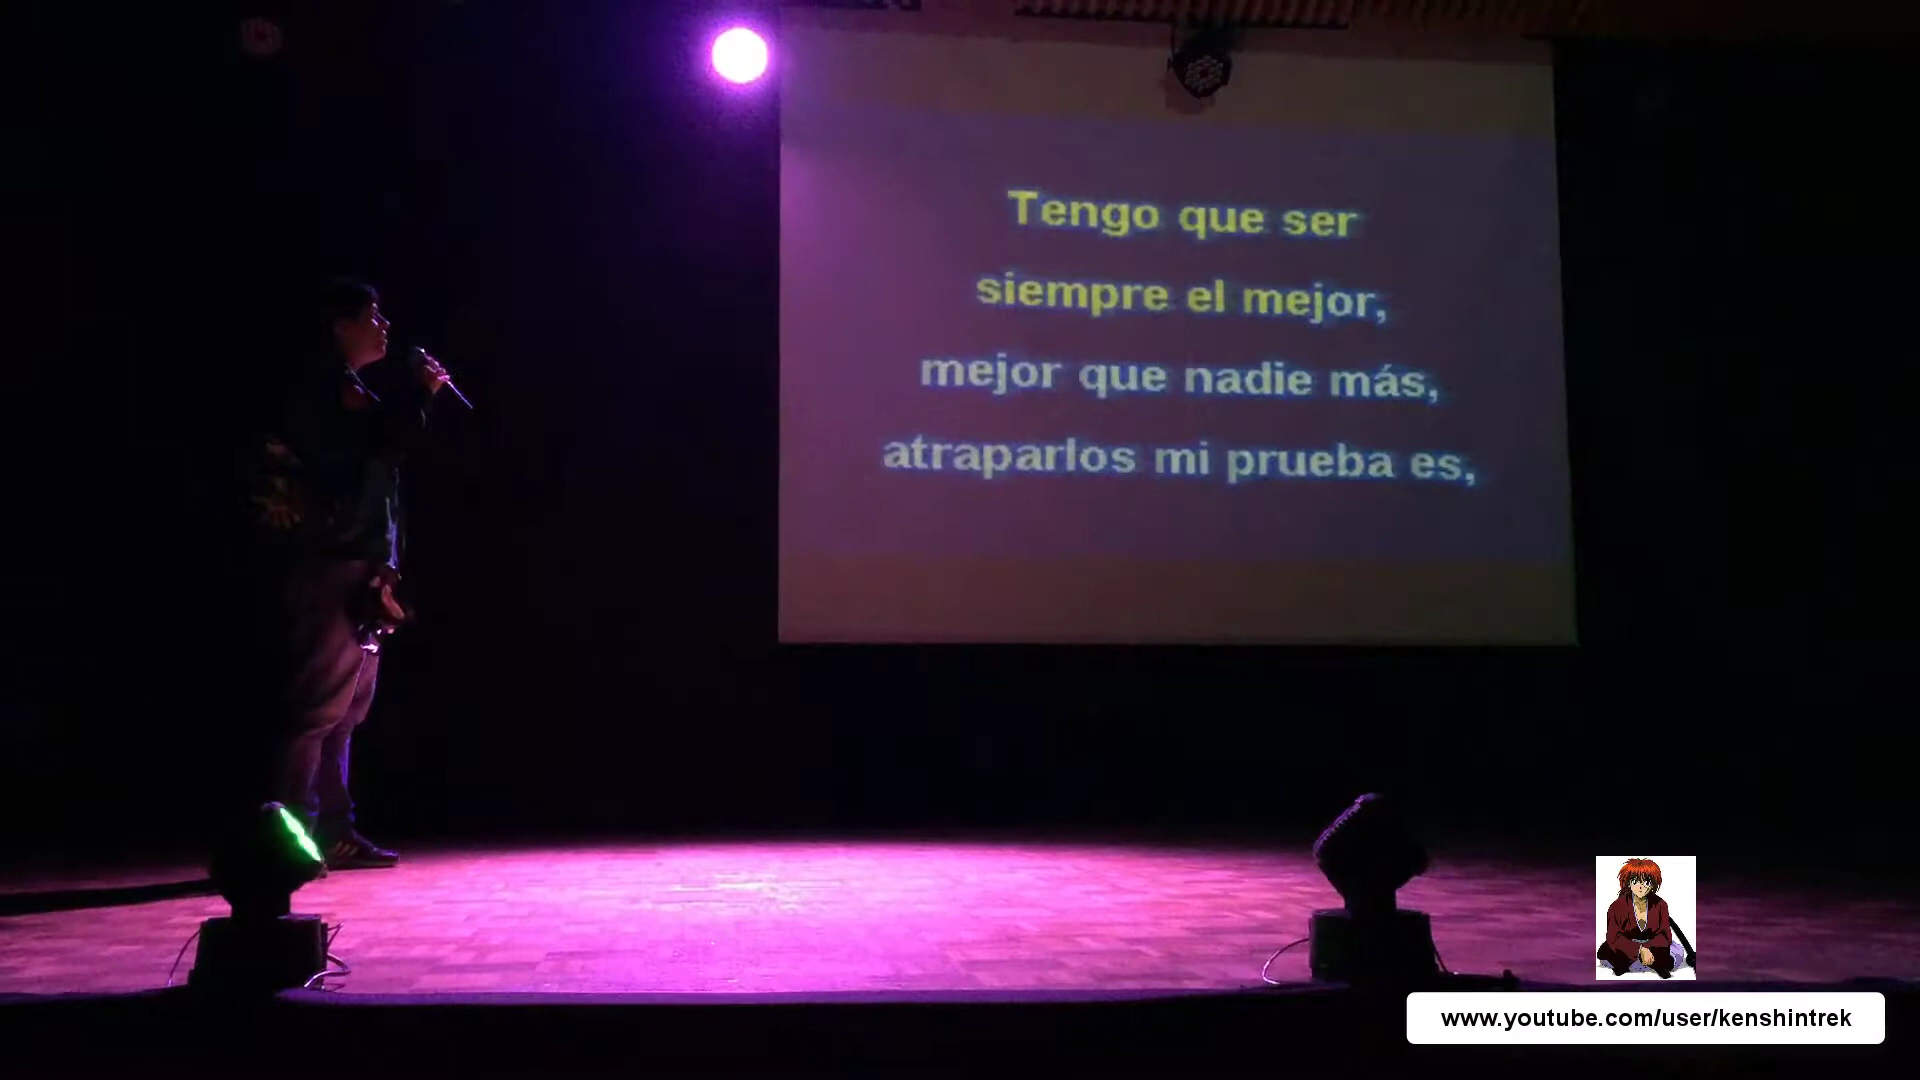 Tengo que ser
siempre el mejor,
mejor que nadie más,
atraparlos mi prueba es,
www.youtube.com/user/kenshintrek